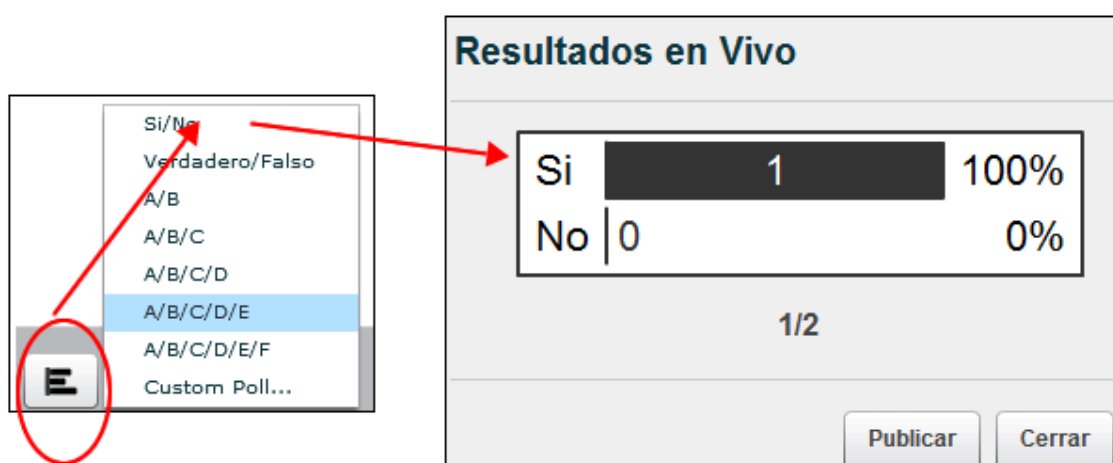 Si/No
Verdadero/Falso
A/B
A/B/C
A/B/C/D
A/B/C/D/E
A/B/C/D/E/F
Custom Poll...
Resultados en Vivo
Si 1 100%
No 0 0%
1/2
Publicar Cerrar